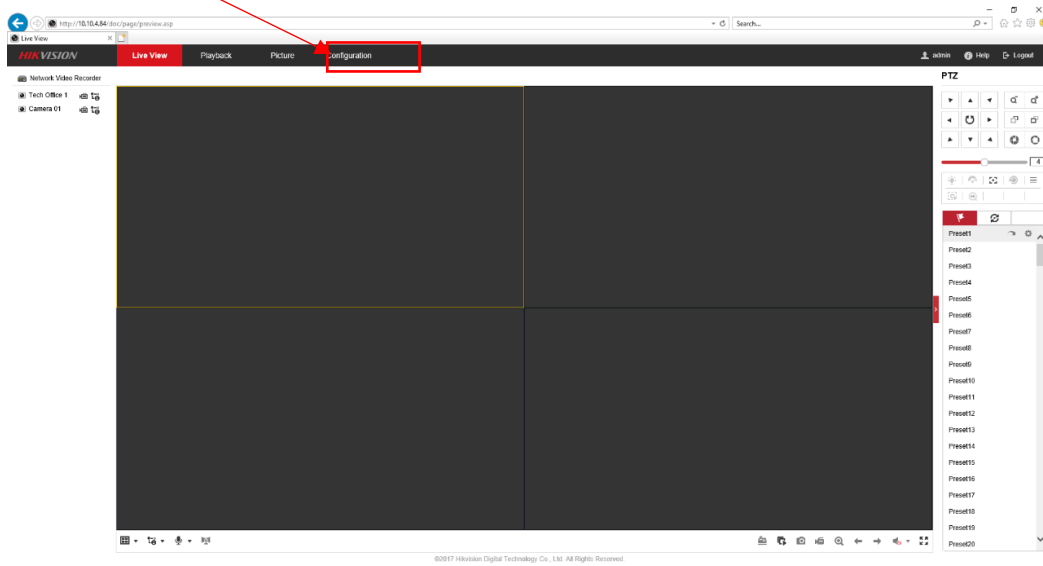 http://10.10.4.84/doc/page/preview.asp
Search...
Live View
HIKVISION
Live View
Playback
Picture
Configuration
admin
Help
Logout
Network Video Recorder
PTZ
Tech Office 1
Camera 01
4
Preset1
Preset2
Preset3
Preset4
Preset5
Preset6
Preset7
Preset8
Preset9
Preset10
Preset11
Preset12
Preset13
Preset14
Preset15
Preset16
Preset17
Preset18
Preset19
Preset20
©2017 Hikvision Digital Technology Co., Ltd. All Rights Reserved.